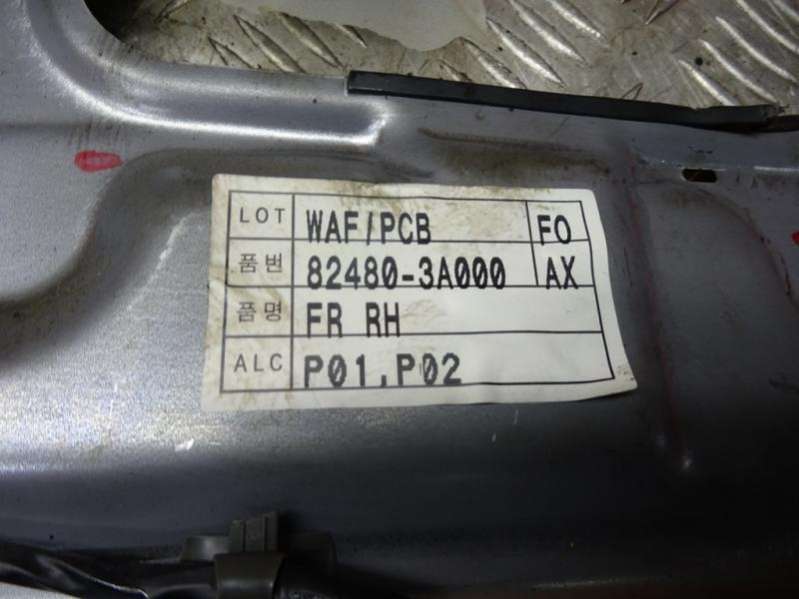 LOT WAF/PCB FO
품번 82480-3A000 AX
품명 FR RH
ALC P01,P02